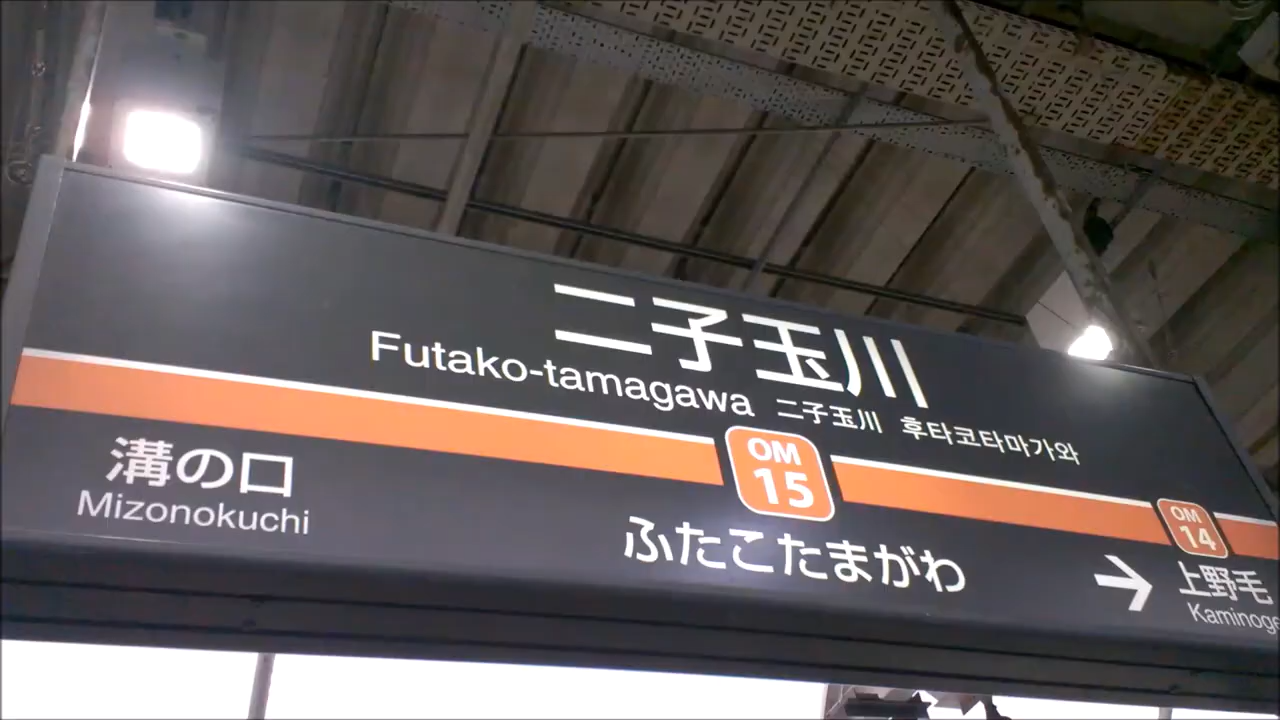 二子玉川
Futako-tamagawa 二子玉川 후타코타마가와
OM
15
OM
14
溝の口
Mizonokuchi
ふたこたまがわ
→ 上野毛
Kaminoge